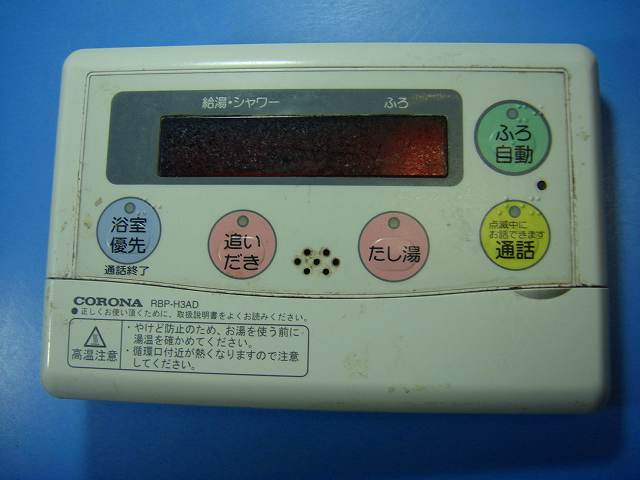 給湯・シャワー
ふろ
ふろ
自動
浴室
優先
通話終了
追い
だき
たし湯
点滅中に
お話できます
通話
CORONA RBP-H3AD
●正しくお使い頂くために、取扱説明書をよくお読みください。
高温注意
・やけど防止のため、お湯を使う前に
湯温を確かめてください。
・循環口付近が熱くなりますので注意
してください。